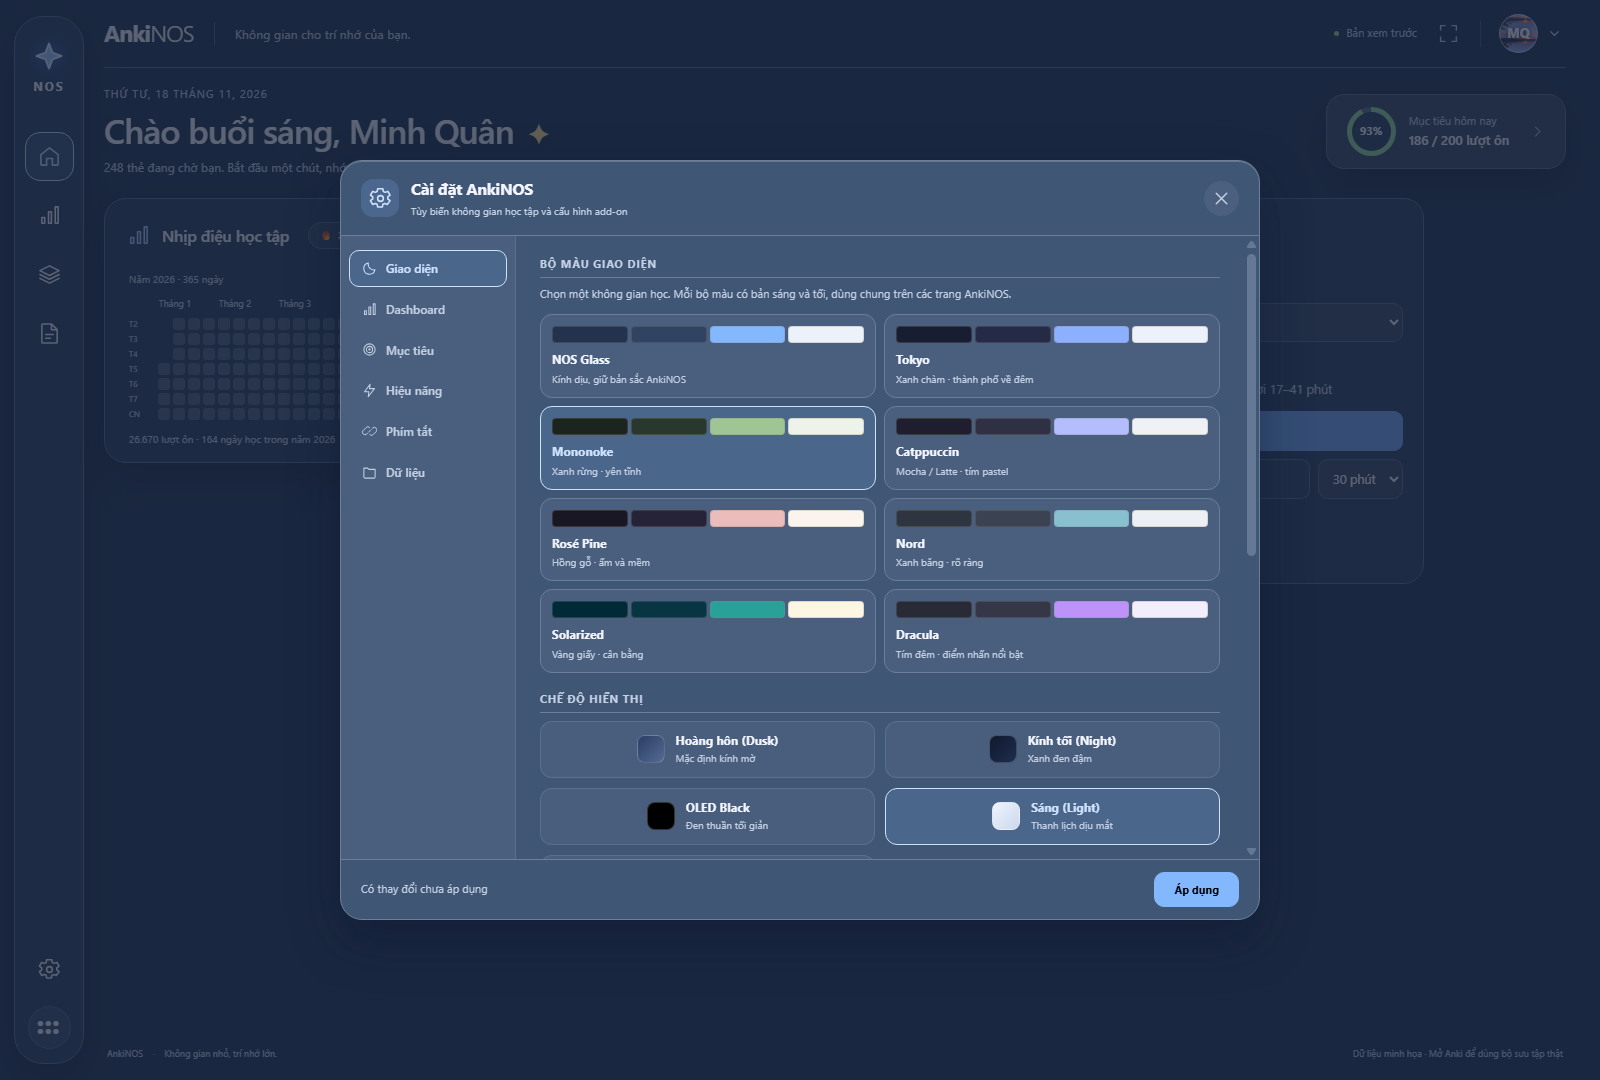 AnkiNOS
Không gian cho trí nhớ của bạn.
Bản xem trước
MQ
NOS
THỨ TƯ, 18 THÁNG 11, 2026
Chào buổi sáng, Minh Quân
248 thẻ đang chờ bạn. Bắt đầu một chút, nhớ
93%
Mục tiêu hôm nay
186 / 200 lượt ôn
Nhịp điệu học tập
Năm 2026 · 365 ngày
Tháng 1 Tháng 2 Tháng 3
T2
T3
T4
T5
T6
T7
CN
26.670 lượt ôn · 164 ngày học trong năm 2026
17–41 phút
30 phút
Cài đặt AnkiNOS
Tùy biến không gian học tập và cấu hình add-on
Giao diện
Dashboard
Mục tiêu
Hiệu năng
Phím tắt
Dữ liệu
BỘ MÀU GIAO DIỆN
Chọn một không gian học. Mỗi bộ màu có bản sáng và tối, dùng chung trên các trang AnkiNOS.
NOS Glass
Kính dịu, giữ bản sắc AnkiNOS
Tokyo
Xanh chàm · thành phố về đêm
Mononoke
Xanh rừng · yên tĩnh
Catppuccin
Mocha / Latte · tím pastel
Rosé Pine
Hồng gỗ · ấm và mềm
Nord
Xanh băng · rõ ràng
Solarized
Vàng giấy · cân bằng
Dracula
Tím đêm · điểm nhấn nổi bật
CHẾ ĐỘ HIỂN THỊ
Hoàng hôn (Dusk)
Mặc định kính mờ
Kính tối (Night)
Xanh đen đậm
OLED Black
Đen thuần tối giản
Sáng (Light)
Thanh lịch dịu mắt
Có thay đổi chưa áp dụng
Áp dụng
AnkiNOS
Không gian nhỏ, trí nhớ lớn.
Dữ liệu minh họa · Mở Anki để dùng bộ sưu tập thật